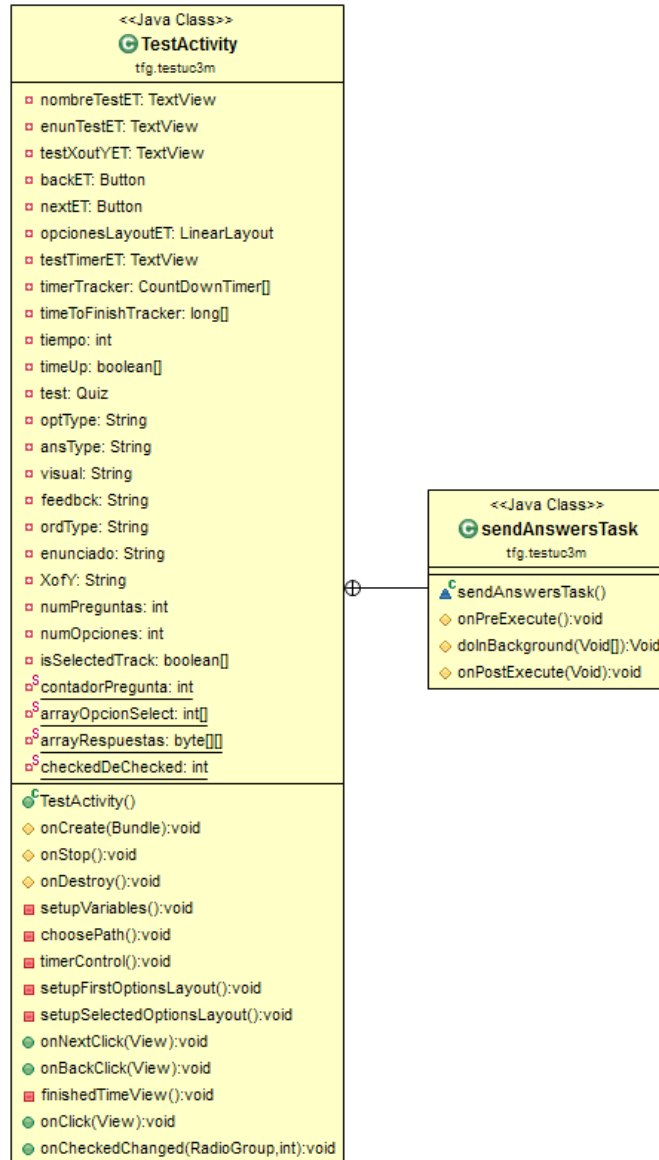 <<Java Class>>
TestActivity
tfg.testuc3m
nombreTestET: TextView
enunTestET: TextView
testXoutYET: TextView
backET: Button
nextET: Button
opcionesLayoutET: LinearLayout
testTimerET: TextView
timerTracker: CountDownTimer[]
timeToFinishTracker: long[]
tiempo: int
timeUp: boolean[]
test: Quiz
optType: String
ansType: String
visual: String
feedbck: String
ordType: String
enunciado: String
XofY: String
numPreguntas: int
numOpciones: int
isSelectedTrack: boolean[]
contadorPregunta: int
arrayOpcionSelect: int[]
arrayRespuestas: byte[][]
checkedDeChecked: int
TestActivity()
onCreate(Bundle):void
onStop():void
onDestroy():void
setupVariables():void
choosePath():void
timerControl():void
setupFirstOptionsLayout():void
setupSelectedOptionsLayout():void
onNextClick(View):void
onBackClick(View):void
finishedTimeView():void
onClick(View):void
onCheckedChanged(RadioGroup,int):void
<<Java Class>>
sendAnswersTask
tfg.testuc3m
sendAnswersTask()
onPreExecute():void
doInBackground(Void[]):Void
onPostExecute(Void):void